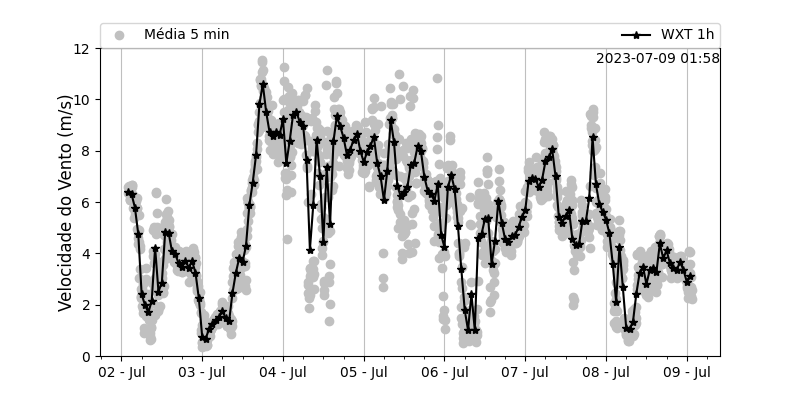 Média 5 min WXT 1h
2023-07-09 01:58
Velocidade do Vento (m/s)
12
10
8
6
4
2
0
02 - Jul 03 - Jul 04 - Jul 05 - Jul 06 - Jul 07 - Jul 08 - Jul 09 - Jul